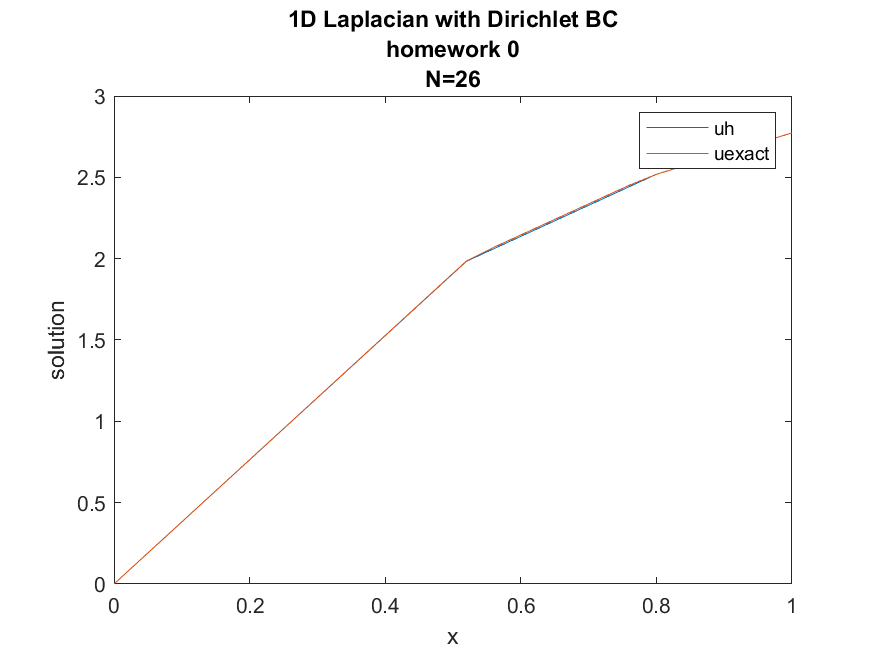 1D Laplacian with Dirichlet BC
homework 0
N=26
3
2.5
2
1.5
1
0.5
0
solution
uh
uexact
0 0.2 0.4 0.6 0.8 1
x